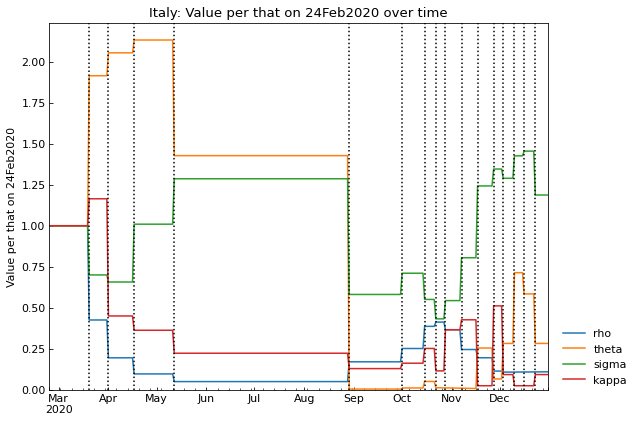 Italy: Value per that on 24Feb2020 over time
Value per that on 24Feb2020
2.00
1.75
1.50
1.25
1.00
0.75
0.50
0.25
0.00
Mar Apr May Jun Jul Aug Sep Oct Nov Dec
2020
rho
theta
sigma
kappa